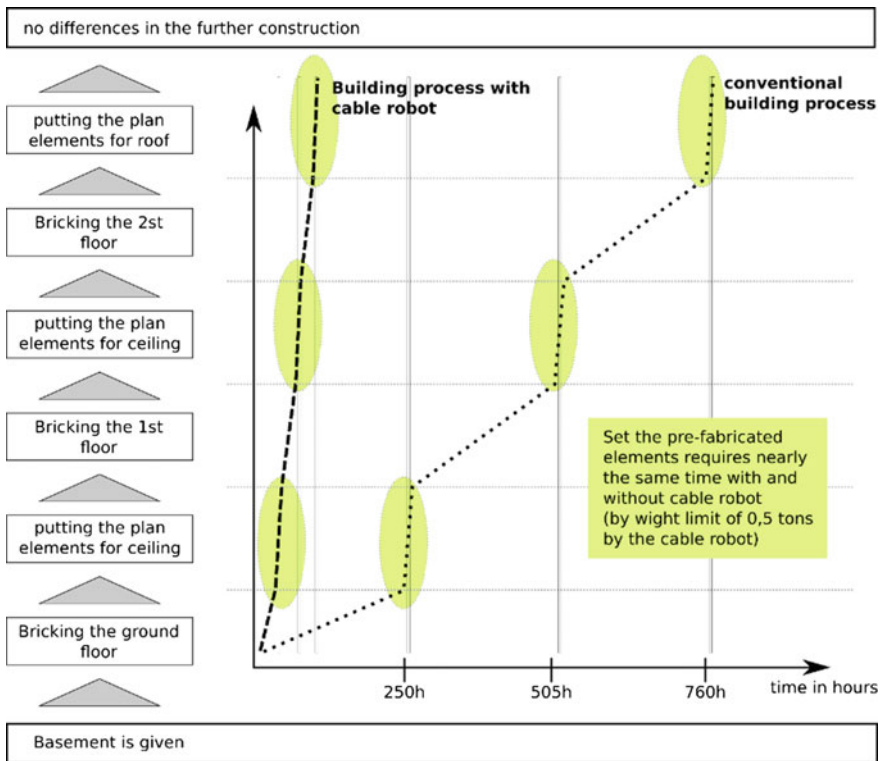 no differences in the further construction
Building process with
cable robot
conventional
building process
putting the plan
elements for roof
Bricking the 2st
floor
putting the plan
elements for ceiling
Bricking the 1st
floor
Set the pre-fabricated
elements requires nearly
the same time with and
without cable robot
(by wight limit of 0,5 tons
by the cable robot)
putting the plan
elements for ceiling
Bricking the ground
floor
250h
505h
760h
time in hours
Basement is given